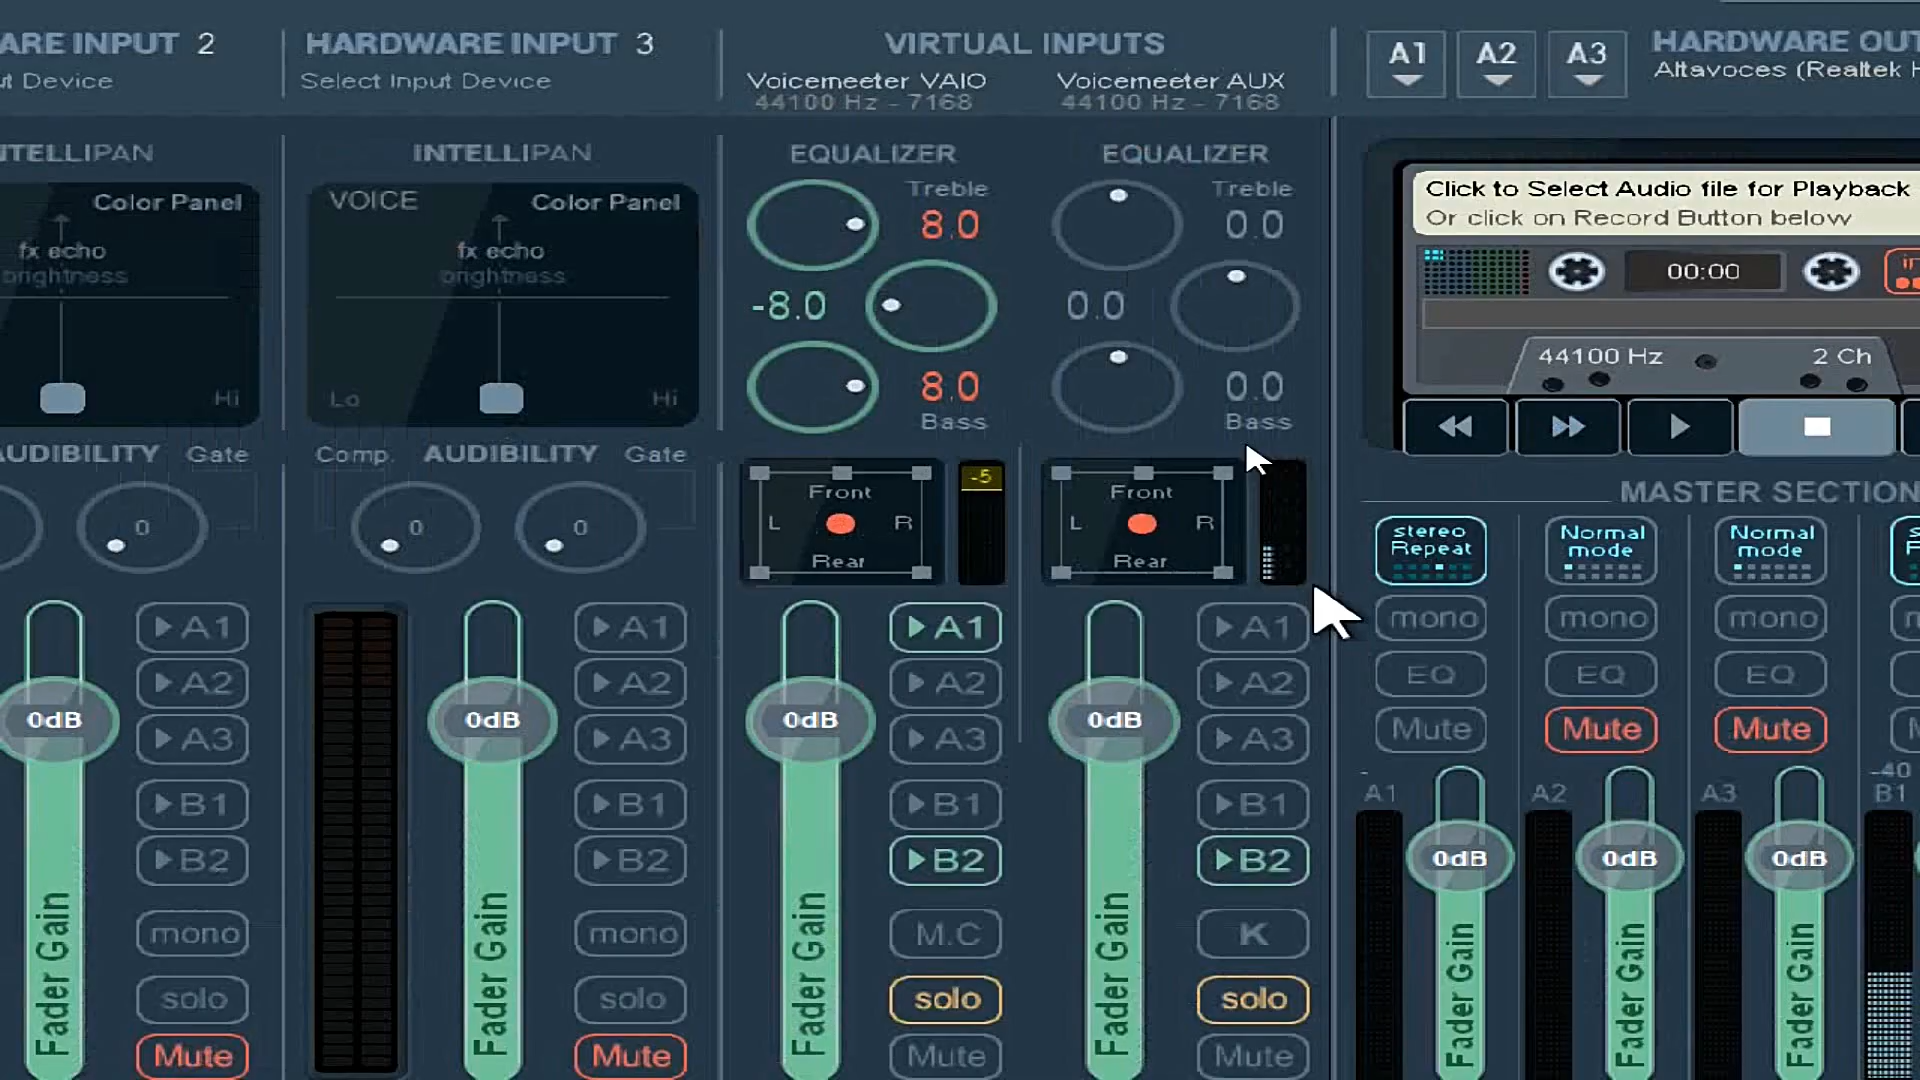 ARE INPUT 2
ut Device
HARDWARE INPUT 3
Select Input Device
VIRTUAL INPUTS
Voicemeeter VAIO
44100 Hz - 7168
Voicemeeter AUX
44100 Hz - 7168
A1
A2
A3
HARDWARE OUT
Altavoces (Realtek H
NTELLIPAN
Color Panel
fx echo
brightness
Hi
INTELLIPAN
VOICE
Color Panel
fx echo
brightness
Lo
Hi
EQUALIZER
Treble
8.0
-8.0
8.0
Bass
EQUALIZER
Treble
0.0
0.0
0.0
Bass
Click to Select Audio file for Playback
Or click on Record Button below
00:00
44100 Hz
2 Ch
AUDIBILITY
Gate
0
Comp.
AUDIBILITY
Gate
0
0
Front
L
R
Rear
-5
Front
L
R
Rear
MASTER SECTION
stereo
Repeat
Normal
mode
Normal
mode
mono
mono
mono
EQ
EQ
EQ
Mute
Mute
Mute
0dB
A1
A2
A3
B1
B2
mono
solo
Mute
Fader Gain
0dB
A1
A2
A3
B1
B2
mono
solo
Mute
Fader Gain
0dB
A1
A2
A3
B1
B2
M.C
solo
Mute
Fader Gain
0dB
A1
A2
A3
B1
B2
K
solo
Mute
Fader Gain
-
A1
0dB
Fader Gain
A2
0dB
Fader Gain
A3
0dB
Fader Gain
-40
B1